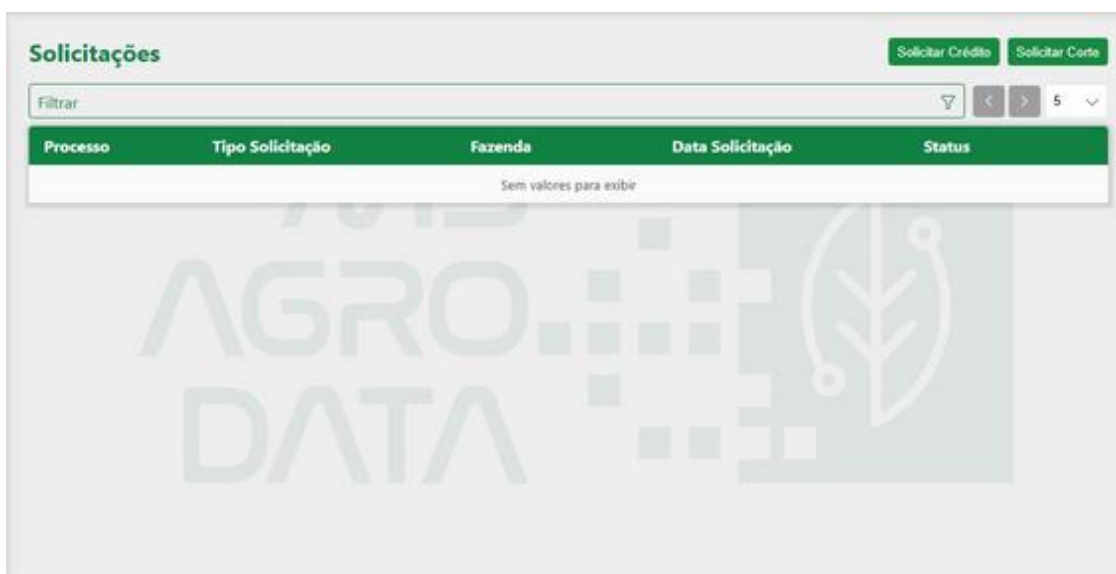 Solicitações
Solicitar Crédito
Solicitar Corte
Filtrar
5
Processo Tipo Solicitação Fazenda Data Solicitação Status
Sem valores para exibir
MS
AGRO
DATA